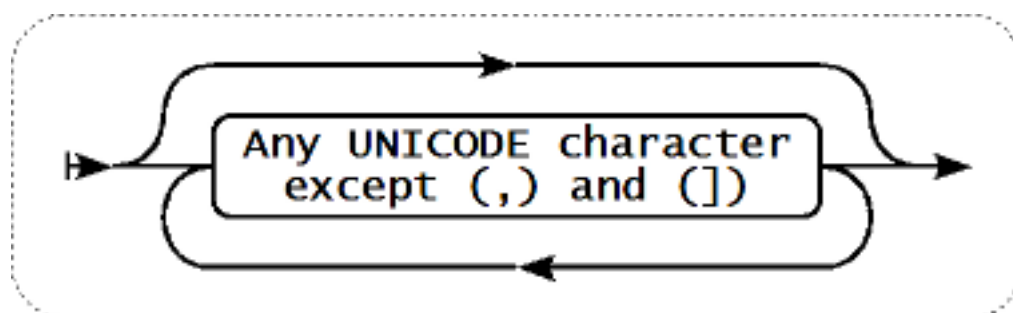 Any UNICODE character
except (,) and (])